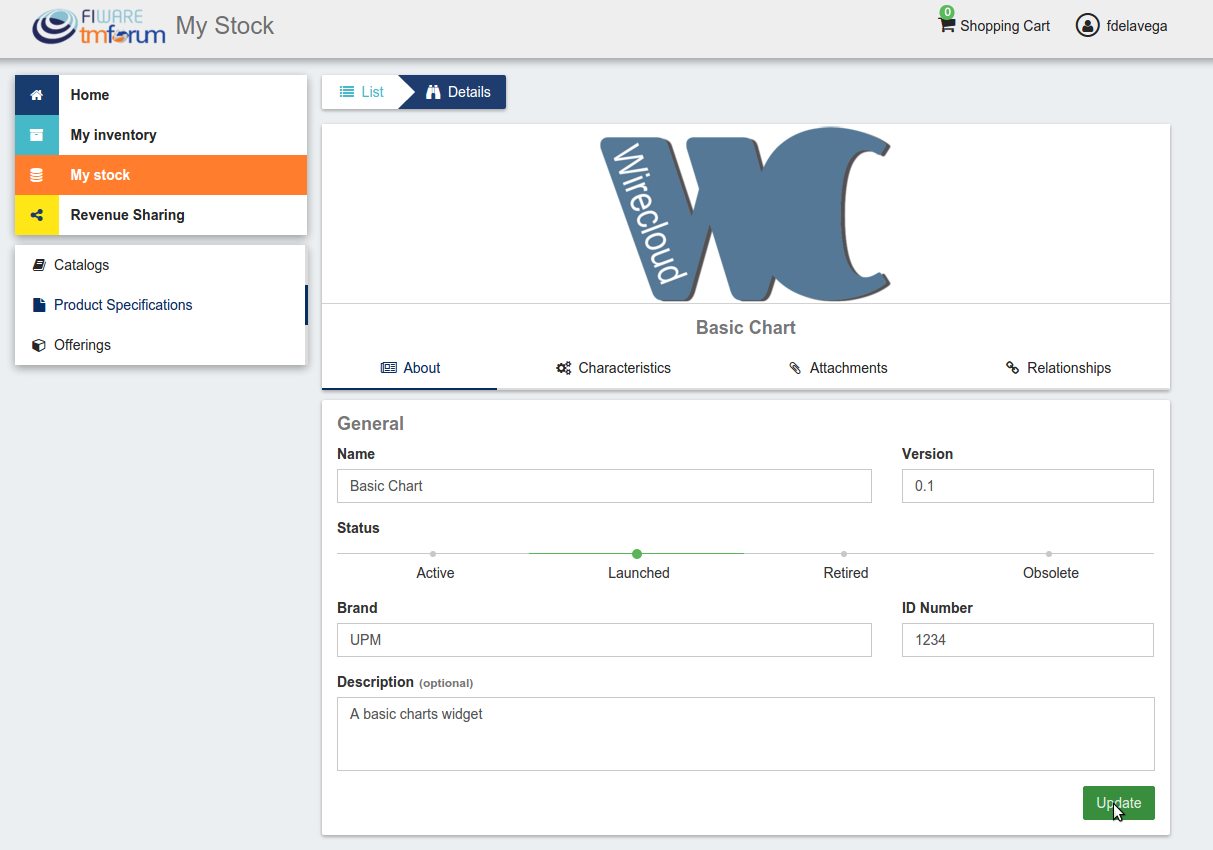 FIWARE
tmforum
My Stock
0
Shopping Cart
fdelavega
Home
My inventory
My stock
Revenue Sharing
Catalogs
Product Specifications
Offerings
List
Details
Wirecloud
WC
Basic Chart
About
Characteristics
Attachments
Relationships
General
Name
Version
Basic Chart
0.1
Status
Active
Launched
Retired
Obsolete
Brand
ID Number
UPM
1234
Description (optional)
A basic charts widget
Update